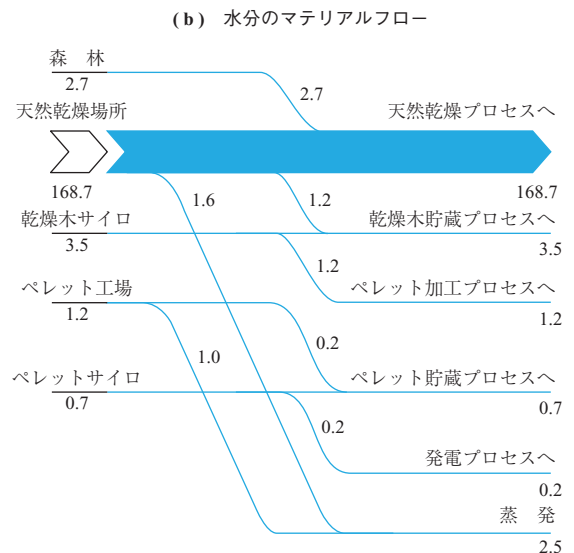 (b) 水分のマテリアルフロー
森 林
2.7
2.7
天然乾燥場所
天然乾燥プロセスへ
168.7
168.7
1.6
1.2
乾燥木サイロ
乾燥木貯蔵プロセスへ
3.5
3.5
1.2
ペレット工場
ペレット加工プロセスへ
1.2
1.2
1.0
0.2
ペレットサイロ
ペレット貯蔵プロセスへ
0.7
0.7
0.2
発電プロセスへ
0.2
蒸 発
2.5